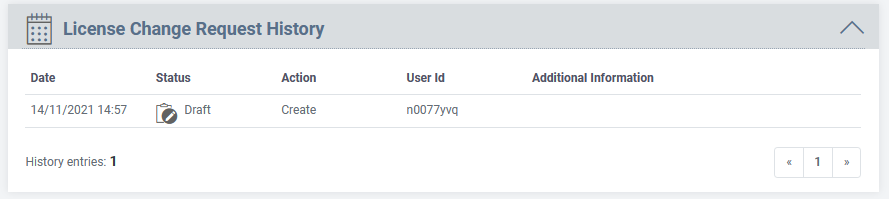 License Change Request History
Date Status Action User Id Additional Information
14/11/2021 14:57 Draft Create n0077yvq
History entries: 1
« 1 »